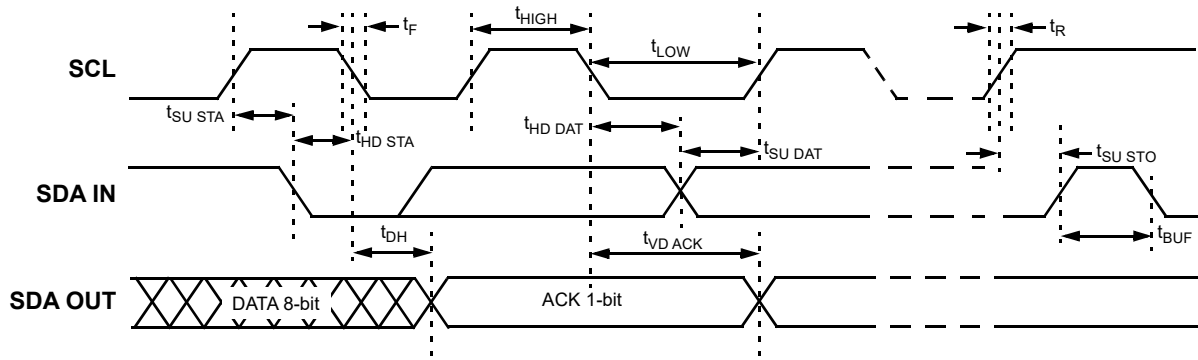 tF
tHIGH
tR
tLOW
SCL
tSU STA
tHD STA
tHD DAT
tSU DAT
tSU STO
SDA IN
tDH
tVD ACK
tBUF
SDA OUT
DATA 8-bit
ACK 1-bit